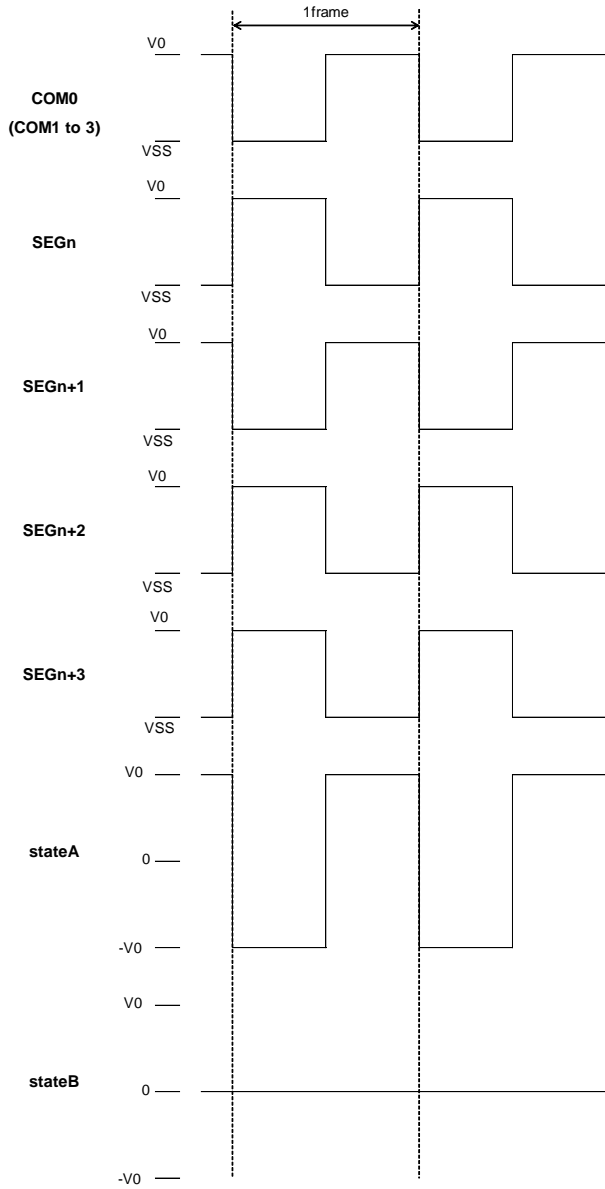 1frame
V0
COM0
(COM1 to 3)
VSS
V0
SEGn
VSS
V0
SEGn+1
VSS
V0
SEGn+2
VSS
V0
SEGn+3
VSS
V0
stateA
0
-V0
V0
stateB
0
-V0